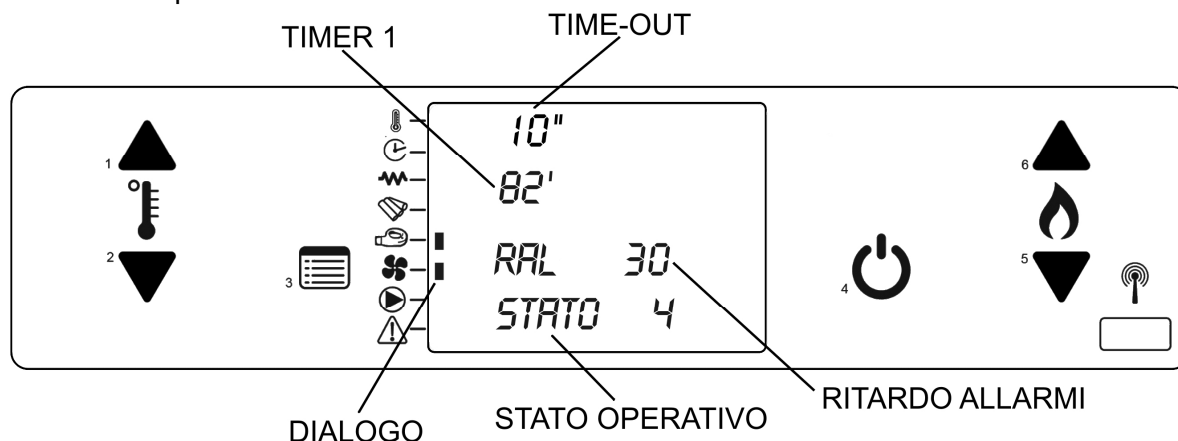 TIME-OUT
TIMER 1
10"
82'
1
6
2
3
RAL 30
4
5
STATO 4
RITARDO ALLARMI
STATO OPERATIVO
DIALOGO